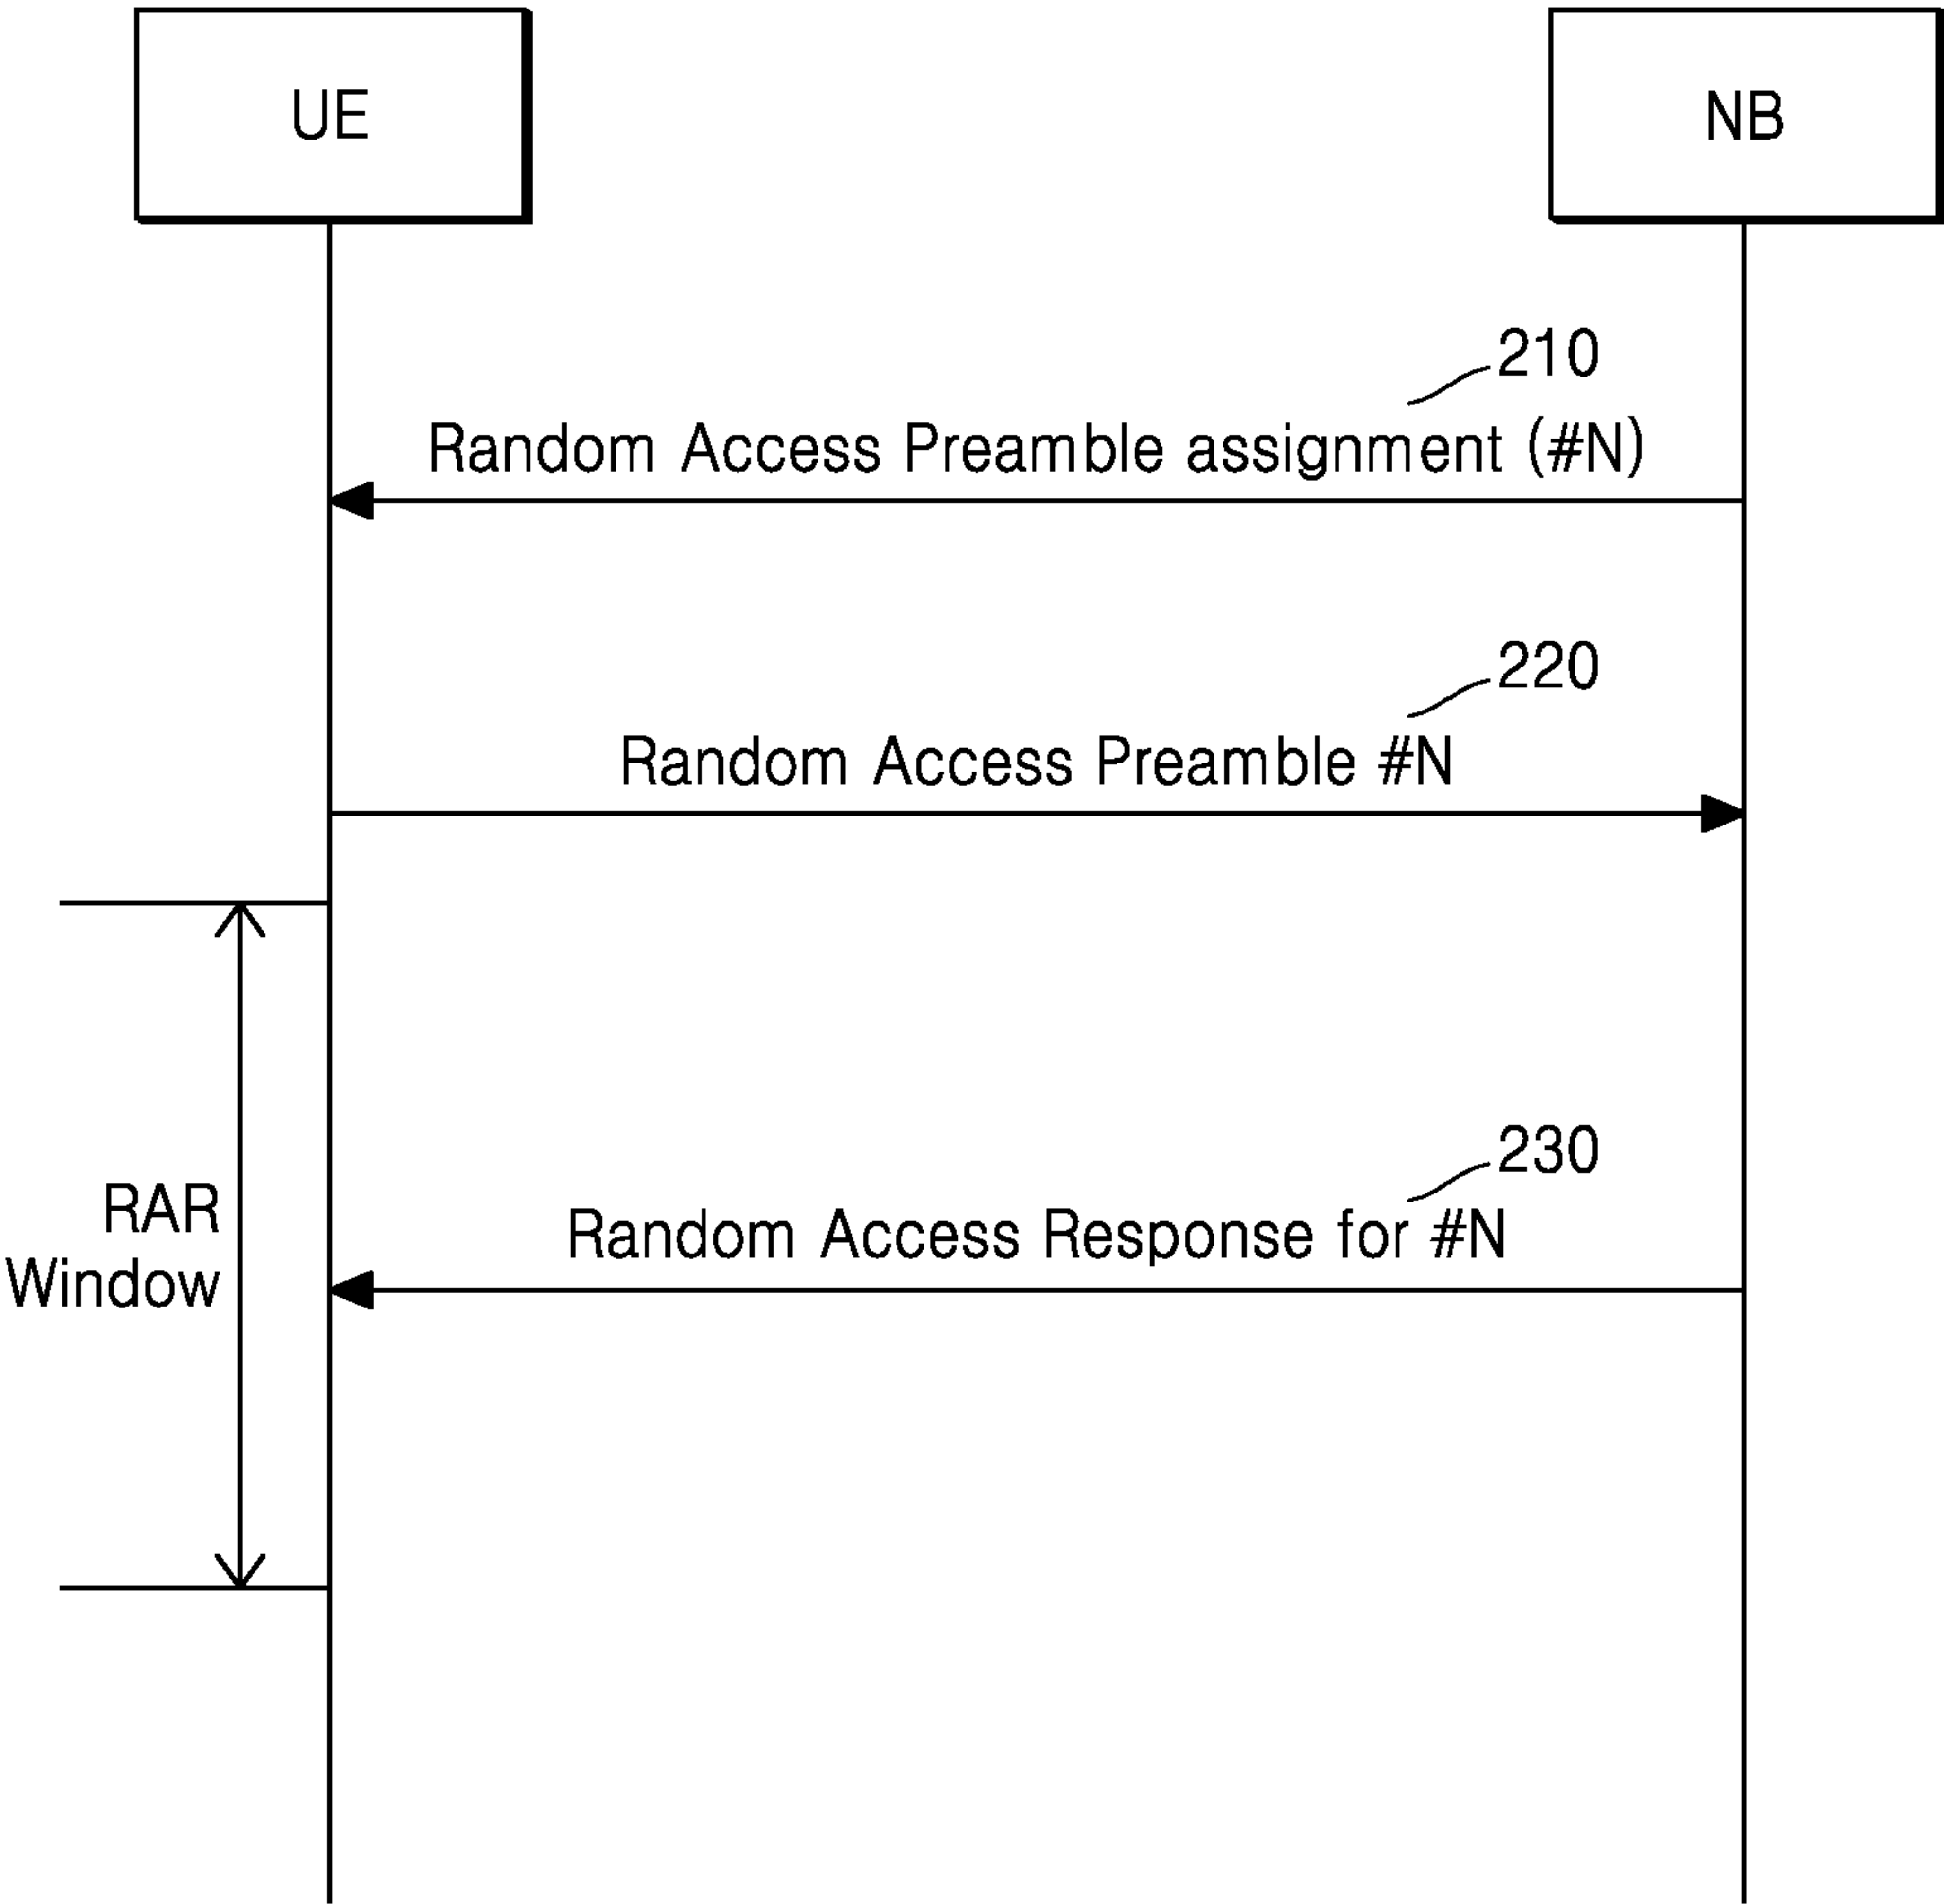 UE
NB
210
Random Access Preamble assignment (#N)
220
Random Access Preamble #N
230
Random Access Response for #N
RAR
Window